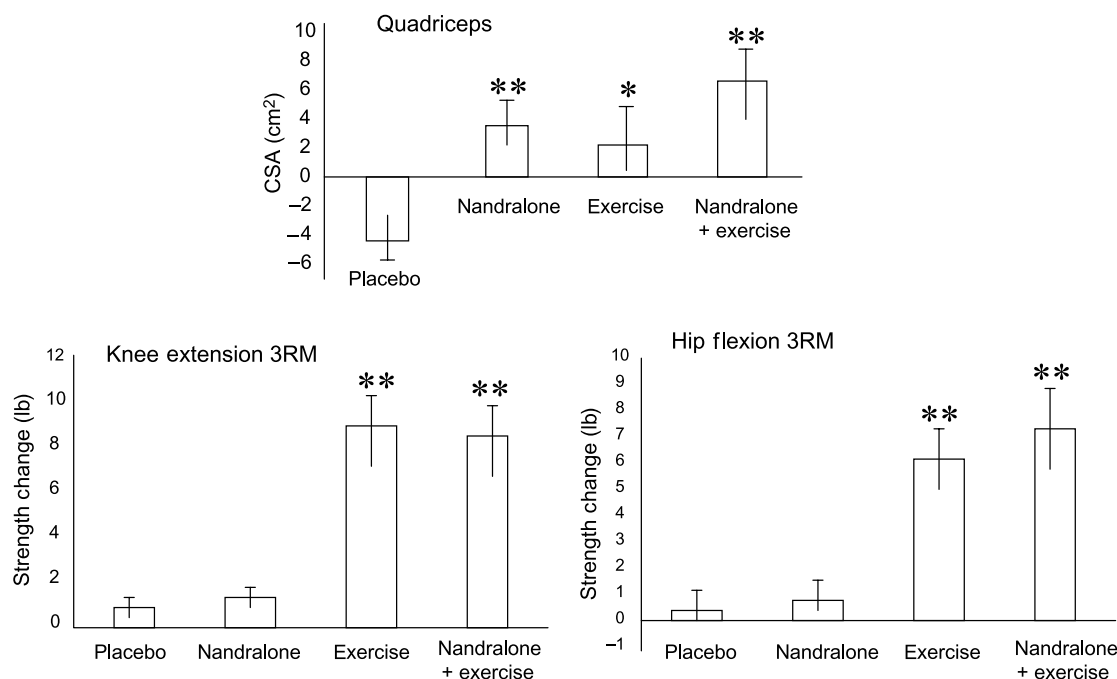 Quadriceps
CSA (cm²)
10
8
6
4
2
0
–2
–4
–6
** * **
Placebo
Nandralone Exercise Nandralone
+ exercise
Knee extension 3RM
Strength change (lb)
12
10
8
6
4
2
0
** **
Placebo Nandralone Exercise Nandralone
+ exercise
Hip flexion 3RM
Strength change (lb)
10
9
8
7
6
5
4
3
2
1
0
–1
** **
Placebo Nandralone Exercise Nandralone
+ exercise